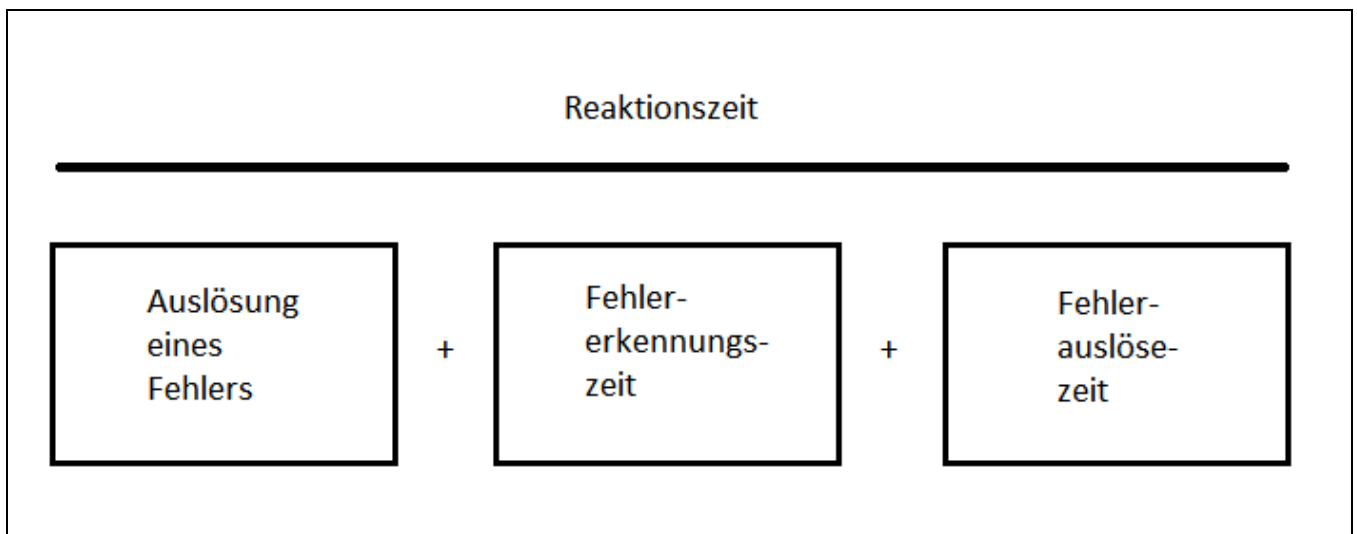 Reaktionszeit
Auslösung
eines
Fehlers
+
Fehler-
erkennungs-
zeit
+
Fehler-
auslöse-
zeit